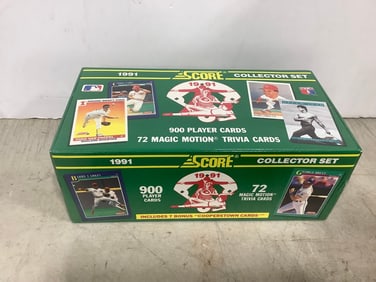 1991 SCORE COLLECTOR SET
1991
900 PLAYER CARDS
72 MAGIC MOTION TRIVIA CARDS
1991 SCORE COLLECTOR SET
1991
900
PLAYER
CARDS
72
MAGIC MOTION
TRIVIA CARDS
INCLUDES 7 BONUS "COOPERSTOWN CARDS"